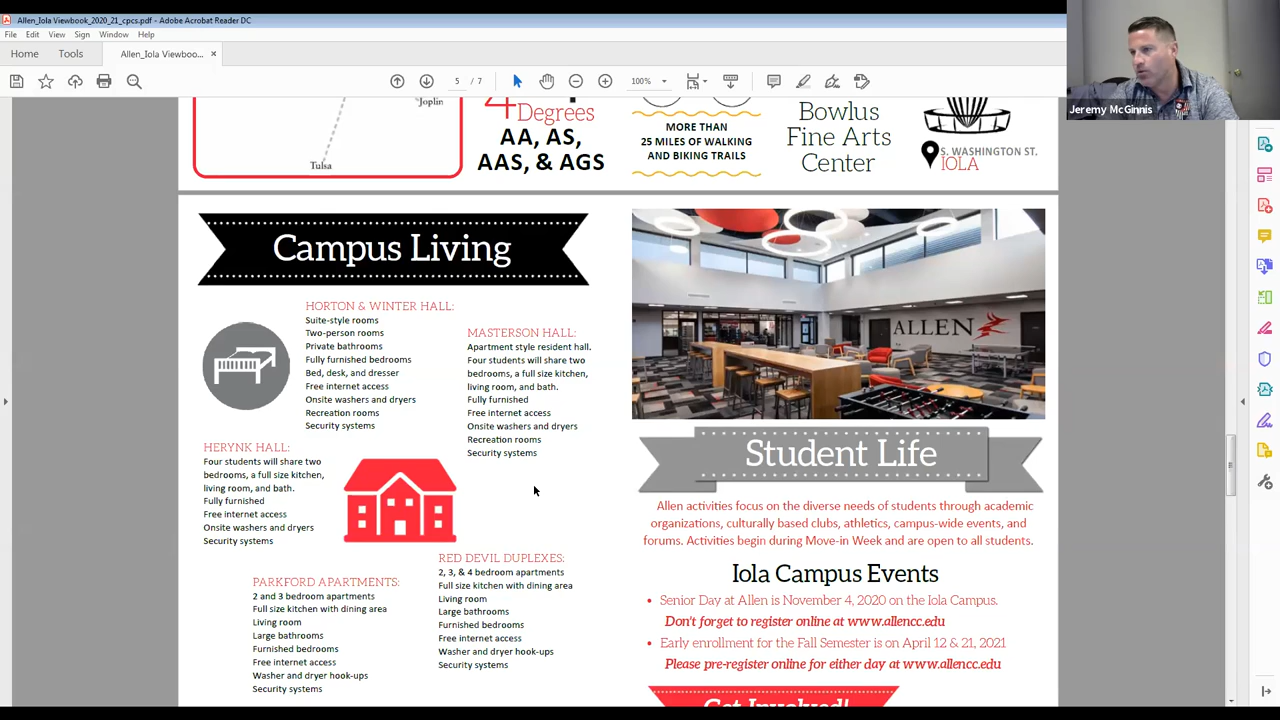 Allen_Iola Viewbook_2020_21_cpcs.pdf - Adobe Acrobat Reader DC
File Edit View Sign Window Help
Home Tools Allen_Iola Viewboo... ×
5 / 7 100%
Jeremy McGinnis
Joplin
Tulsa
4 Degrees
AA, AS,
AAS, & AGS
MORE THAN
25 MILES OF WALKING
AND BIKING TRAILS
Bowlus
Fine Arts
Center
S. WASHINGTON ST.
IOLA
Campus Living
HORTON & WINTER HALL:
Suite-style rooms
Two-person rooms
Private bathrooms
Fully furnished bedrooms
Bed, desk, and dresser
Free internet access
Onsite washers and dryers
Recreation rooms
Security systems
MASTERSON HALL:
Apartment style resident hall.
Four students will share two
bedrooms, a full size kitchen,
living room, and bath.
Fully furnished
Free internet access
Onsite washers and dryers
Recreation rooms
Security systems
HERYNK HALL:
Four students will share two
bedrooms, a full size kitchen,
living room, and bath.
Fully furnished
Free internet access
Onsite washers and dryers
Security systems
RED DEVIL DUPLEXES:
2, 3, & 4 bedroom apartments
Full size kitchen with dining area
Living room
Large bathrooms
Furnished bedrooms
Free internet access
Washer and dryer hook-ups
Security systems
PARKFORD APARTMENTS:
2 and 3 bedroom apartments
Full size kitchen with dining area
Living room
Large bathrooms
Furnished bedrooms
Free internet access
Washer and dryer hook-ups
Security systems
ALLEN
Student Life
Allen activities focus on the diverse needs of students through academic
organizations, culturally based clubs, athletics, campus-wide events, and
forums. Activities begin during Move-in Week and are open to all students.
Iola Campus Events
• Senior Day at Allen is November 4, 2020 on the Iola Campus.
Don't forget to register online at www.allencc.edu
• Early enrollment for the Fall Semester is on April 12 & 21, 2021
Please pre-register online for either day at www.allencc.edu
Get Involved!